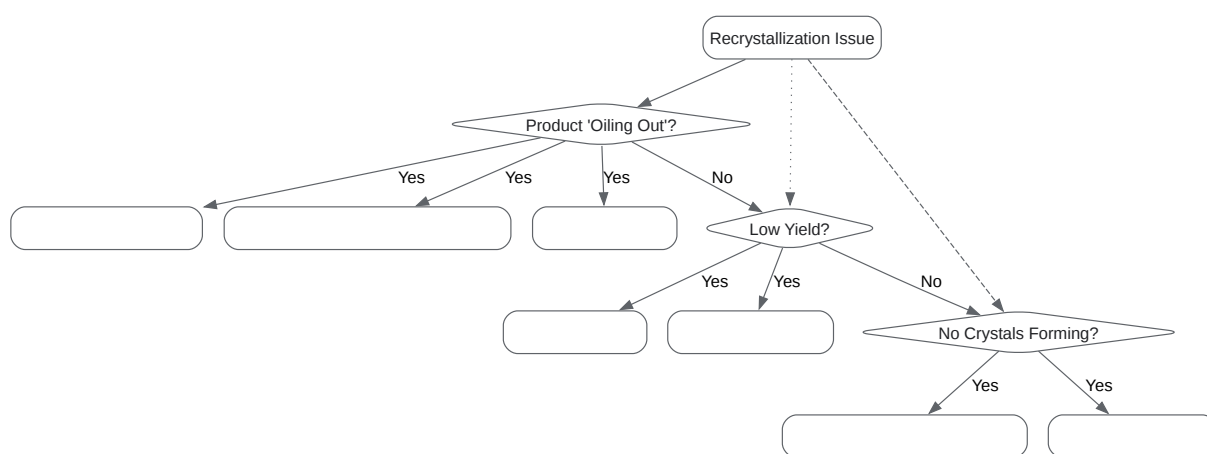 Recrystallization Issue
Product 'Oiling Out'?
Yes
Yes
Yes
No
Low Yield?
Yes
Yes
No
No Crystals Forming?
Yes
Yes